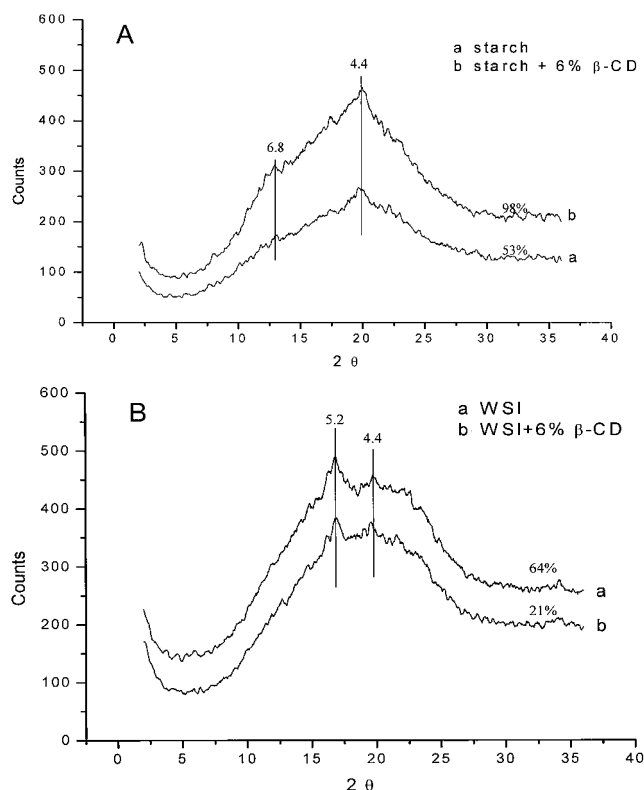 A
a starch
b starch + 6% β-CD
4.4
6.8
600
500
400
300
200
100
0
Counts
98%
b
53%
a
0 5 10 15 20 25 30 35 40
2 θ
B
a WSI
b WSI+6% β-CD
5.2
4.4
600
500
400
300
200
100
0
Counts
64%
a
21%
b
0 5 10 15 20 25 30 35 40
2 θ